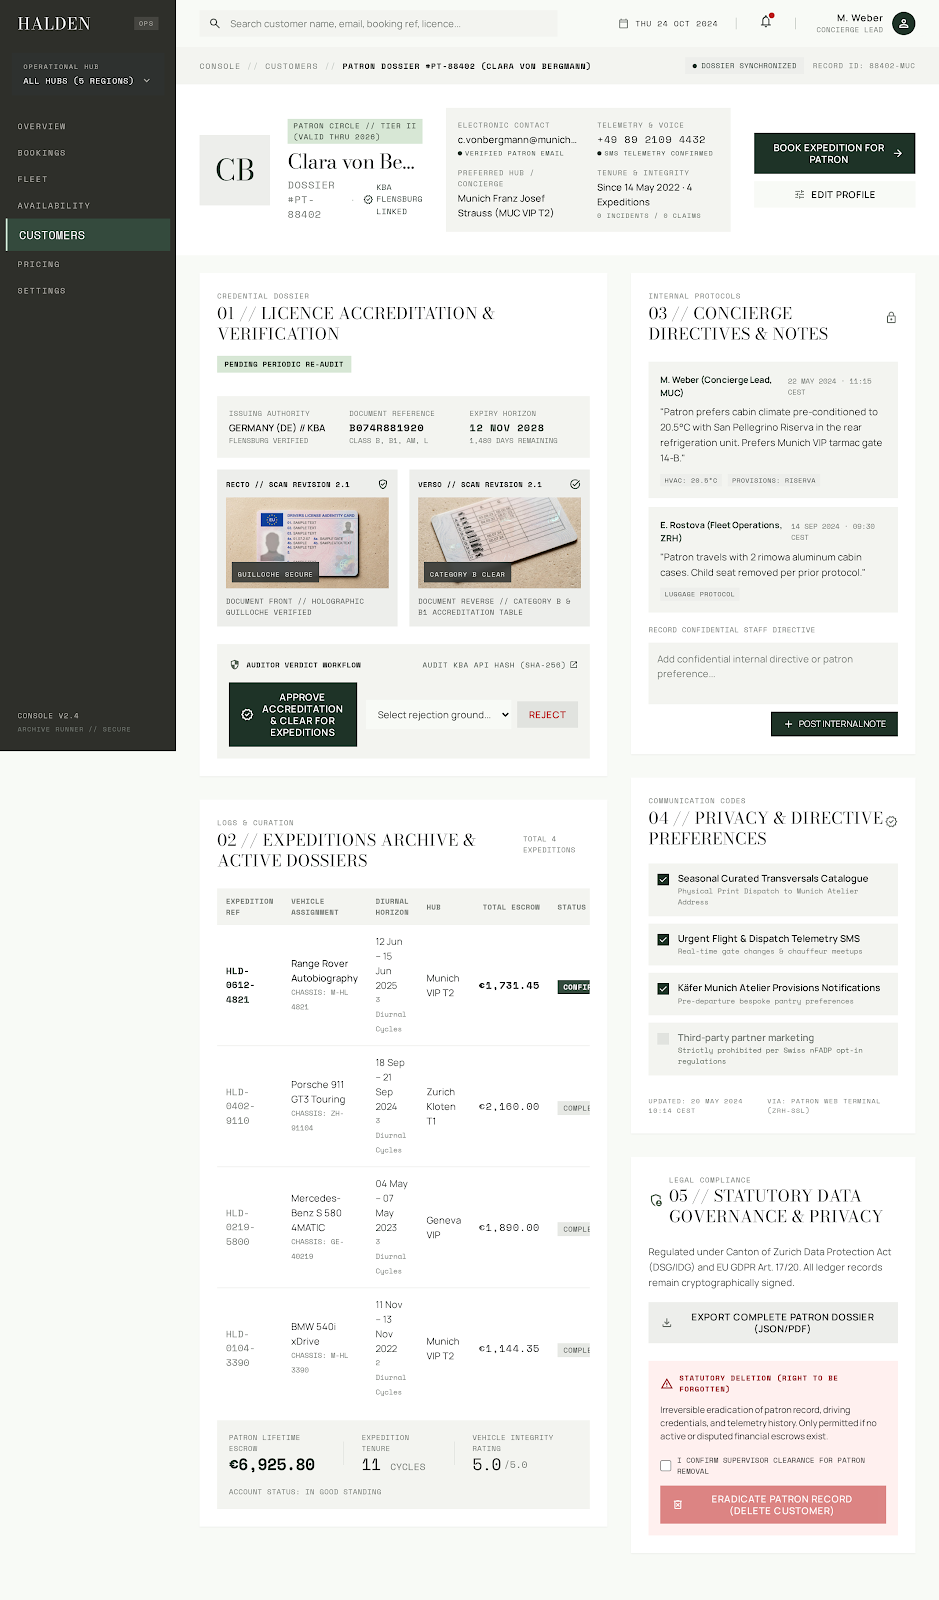 HALDEN
OPS
OPERATIONAL HUB
ALL HUBS (5 REGIONS)
OVERVIEW
BOOKINGS
FLEET
AVAILABILITY
CUSTOMERS
PRICING
SETTINGS
CONSOLE V2.4
ARCHIVE RUNNER // SECURE
Search customer name, email, booking ref, licence...
THU 24 OCT 2024
M. Weber
CONCIERGE LEAD
CONSOLE // CUSTOMERS // PATRON DOSSIER #PT-88402 (CLARA VON BERGMANN)
DOSSIER SYNCHRONIZED
RECORD ID: 88402-MUC
CB
PATRON CIRCLE // TIER II
(VALID THRU 2026)
Clara von Be...
DOSSIER
#PT-
88402
·
KBA
FLENSBURG
LINKED
ELECTRONIC CONTACT
c.vonbergmann@munich...
VERIFIED PATRON EMAIL
TELEMETRY & VOICE
+49 89 2109 4432
SMS TELEMETRY CONFIRMED
PREFERRED HUB /
CONCIERGE
Munich Franz Josef
Strauss (MUC VIP T2)
TENURE & INTEGRITY
Since 14 May 2022 · 4
Expeditions
0 INCIDENTS / 0 CLAIMS
BOOK EXPEDITION FOR
PATRON
EDIT PROFILE
CREDENTIAL DOSSIER
01 // LICENCE ACCREDITATION &
VERIFICATION
PENDING PERIODIC RE-AUDIT
ISSUING AUTHORITY
GERMANY (DE) // KBA
FLENSBURG VERIFIED
DOCUMENT REFERENCE
B074R881920
CLASS B, B1, AM, L
EXPIRY HORIZON
12 NOV 2028
1,480 DAYS REMAINING
RECTO // SCAN REVISION 2.1
GUILLOCHE SECURE
DOCUMENT FRONT // HOLOGRAPHIC
GUILLOCHE VERIFIED
VERSO // SCAN REVISION 2.1
CATEGORY B CLEAR
DOCUMENT REVERSE // CATEGORY B &
B1 ACCREDITATION TABLE
AUDITOR VERDICT WORKFLOW
AUDIT KBA API HASH (SHA-256)
APPROVE
ACCREDITATION
& CLEAR FOR
EXPEDITIONS
Select rejection ground...
REJECT
LOGS & CURATION
02 // EXPEDITIONS ARCHIVE &
ACTIVE DOSSIERS
TOTAL 4
EXPEDITIONS
EXPEDITION
REF
VEHICLE
ASSIGNMENT
DIURNAL
HORIZON
HUB
TOTAL ESCROW
STATUS
HLD-
0612-
4821
Range Rover
Autobiography
CHASSIS: M-HL
4821
12 Jun
– 15
Jun
2025
3
Diurnal
Cycles
Munich
VIP T2
€1,731.45
CONFIR
HLD-
0402-
9110
Porsche 911
GT3 Touring
CHASSIS: ZH-
91104
18 Sep
– 21
Sep
2024
3
Diurnal
Cycles
Zurich
Kloten
T1
€2,160.00
COMPLE
HLD-
0219-
5800
Mercedes-
Benz S 580
4MATIC
CHASSIS: GE-
40219
04 May
– 07
May
2023
3
Diurnal
Cycles
Geneva
VIP
€1,890.00
COMPLE
HLD-
0104-
3390
BMW 540i
xDrive
CHASSIS: M-HL
3390
11 Nov
– 13
Nov
2022
2
Diurnal
Cycles
Munich
VIP T2
€1,144.35
COMPLE
PATRON LIFETIME
ESCROW
€6,925.80
EXPEDITION
TENURE
11 CYCLES
VEHICLE INTEGRITY
RATING
5.0 /5.0
ACCOUNT STATUS: IN GOOD STANDING
INTERNAL PROTOCOLS
03 // CONCIERGE
DIRECTIVES & NOTES
M. Weber (Concierge Lead,
MUC)
22 MAY 2024 · 11:15
CEST
"Patron prefers cabin climate pre-conditioned to
20.5°C with San Pellegrino Riserva in the rear
refrigeration unit. Prefers Munich VIP tarmac gate
14-B."
HVAC: 20.5°C
PROVISIONS: RISERVA
E. Rostova (Fleet Operations,
ZRH)
14 SEP 2024 · 09:30
CEST
"Patron travels with 2 rimowa aluminum cabin
cases. Child seat removed per prior protocol."
LUGGAGE PROTOCOL
RECORD CONFIDENTIAL STAFF DIRECTIVE
Add confidential internal directive or patron
preference...
POST INTERNAL NOTE
COMMUNICATION CODES
04 // PRIVACY & DIRECTIVE
PREFERENCES
Seasonal Curated Transversals Catalogue
Physical Print Dispatch to Munich Atelier
Address
Urgent Flight & Dispatch Telemetry SMS
Real-time gate changes & chauffeur meetups
Käfer Munich Atelier Provisions Notifications
Pre-departure bespoke pantry preferences
Third-party partner marketing
Strictly prohibited per Swiss nFADP opt-in
regulations
UPDATED: 20 MAY 2024
10:14 CEST
VIA: PATRON WEB TERMINAL
(ZRH-SSL)
LEGAL COMPLIANCE
05 // STATUTORY DATA
GOVERNANCE & PRIVACY
Regulated under Canton of Zurich Data Protection Act
(DSG/IDG) and EU GDPR Art. 17/20. All ledger records
remain cryptographically signed.
EXPORT COMPLETE PATRON DOSSIER
(JSON/PDF)
STATUTORY DELETION (RIGHT TO BE
FORGOTTEN)
Irreversible eradication of patron record, driving
credentials, and telemetry history. Only permitted if no
active or disputed financial escrows exist.
I CONFIRM SUPERVISOR CLEARANCE FOR PATRON
REMOVAL
ERADICATE PATRON RECORD
(DELETE CUSTOMER)